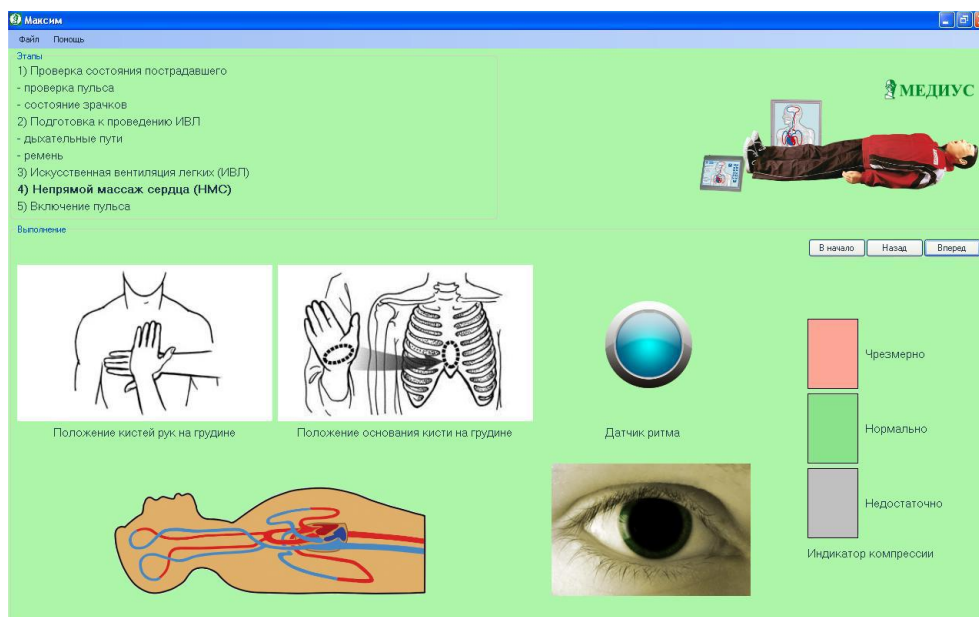 Максим
Файл Помощь
Этапы
1) Проверка состояния пострадавшего
- проверка пульса
- состояние зрачков
2) Подготовка к проведению ИВЛ
- дыхательные пути
- ремень
3) Искусственная вентиляция легких (ИВЛ)
4) Непрямой массаж сердца (НМС)
5) Включение пульса
МЕДИУС
Выполнение
В начало Назад Вперед
Чрезмерно
Нормально
Недостаточно
Индикатор компрессии
Положение кистей рук на грудине
Положение основания кисти на грудине
Датчик ритма